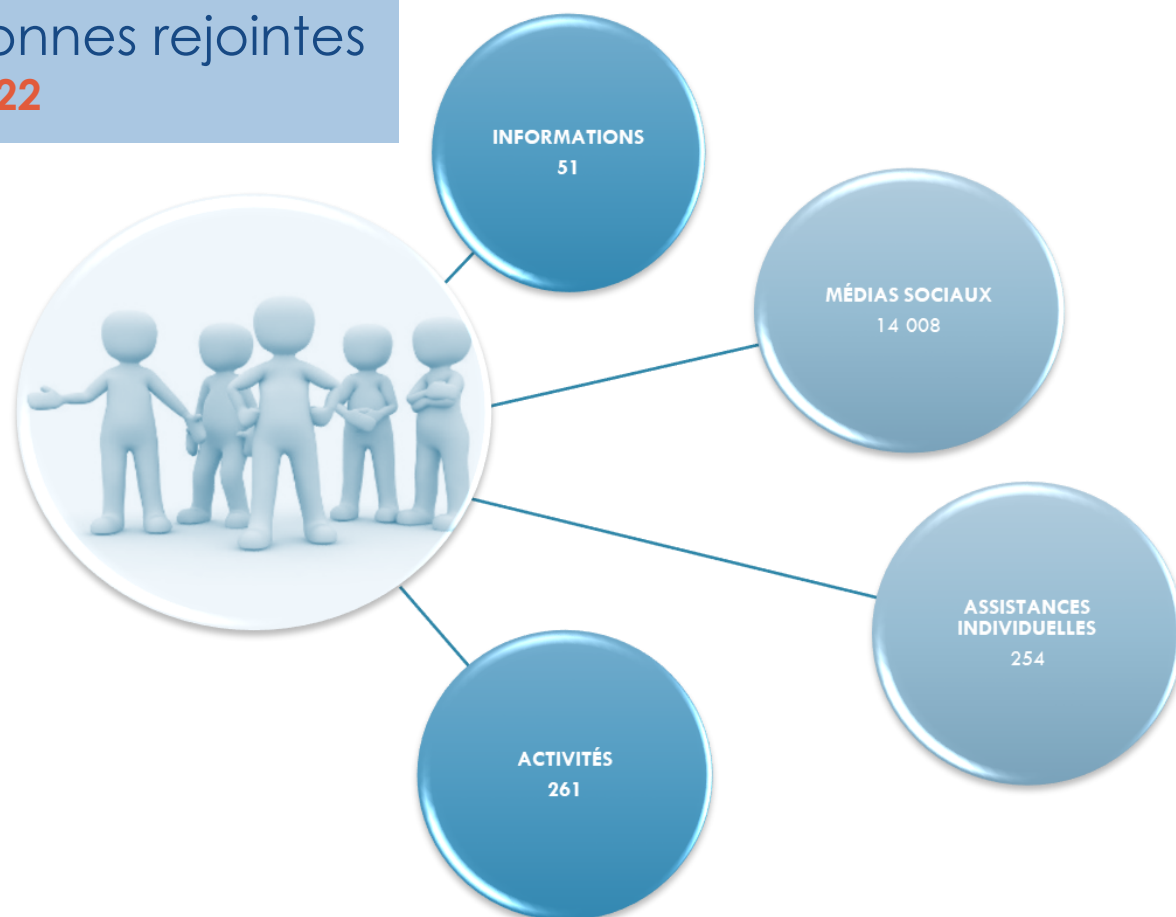 onnes rejointes
22
INFORMATIONS
51
MÉDIAS SOCIAUX
14 008
ASSISTANCES
INDIVIDUELLES
254
ACTIVITÉS
261